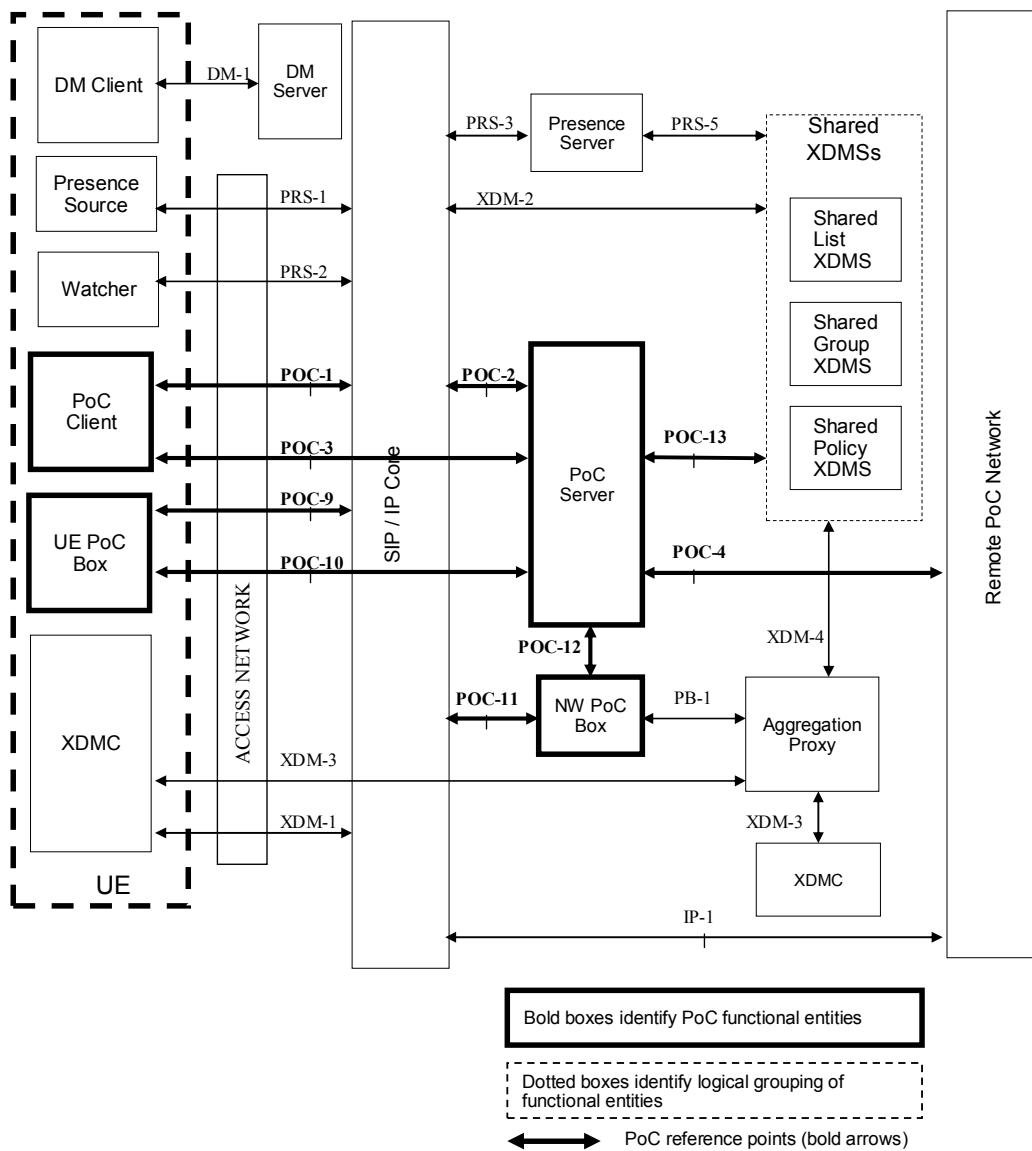 DM Client
DM-1
DM
Server
Presence
Source
PRS-1
Watcher
PRS-2
PoC
Client
POC-1
POC-3
UE PoC
Box
POC-9
POC-10
XDMC
XDM-3
XDM-1
UE
ACCESS NETWORK
SIP / IP Core
PRS-3
Presence
Server
PRS-5
XDM-2
Shared
XDMSs
Shared
List
XDMS
Shared
Group
XDMS
Shared
Policy
XDMS
POC-2
PoC
Server
POC-13
POC-4
POC-12
POC-11
NW PoC
Box
PB-1
XDM-4
Aggregation
Proxy
XDM-3
XDMC
IP-1
Remote PoC Network
Bold boxes identify PoC functional entities
Dotted boxes identify logical grouping of
functional entities
PoC reference points (bold arrows)